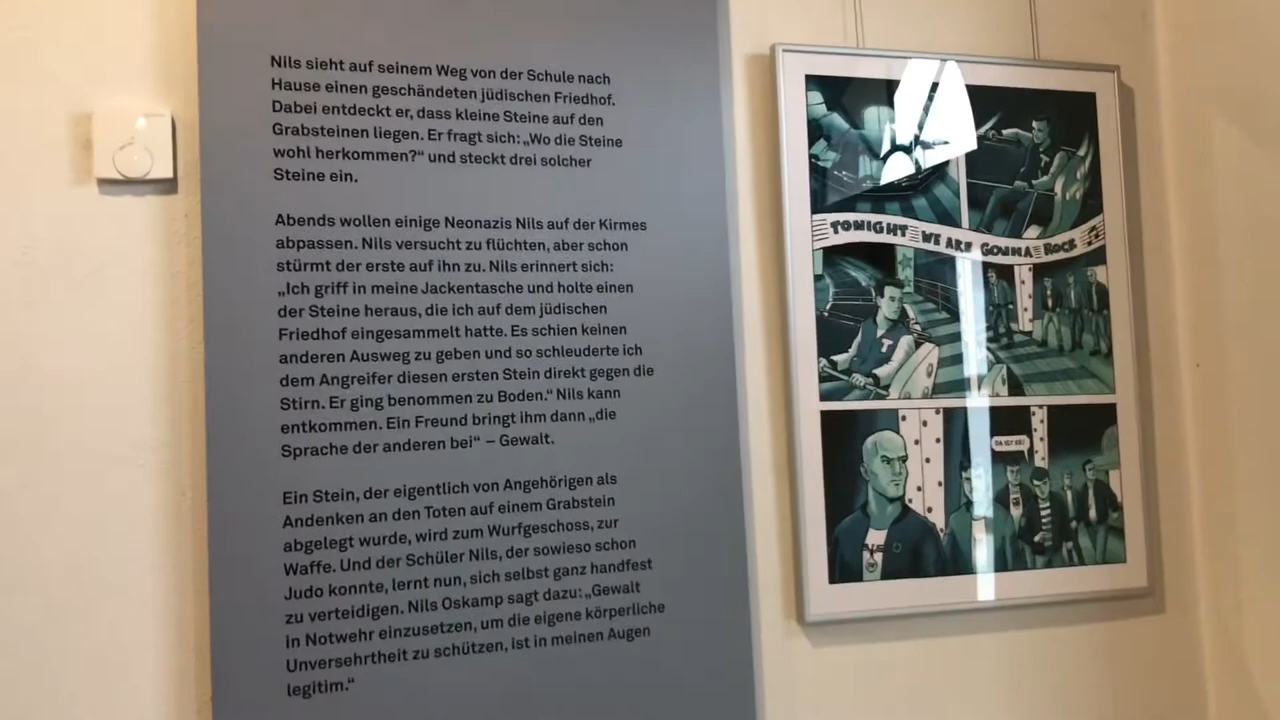 Nils sieht auf seinem Weg von der Schule nach
Hause einen geschändeten jüdischen Friedhof.
Dabei entdeckt er, dass kleine Steine auf den
Grabsteinen liegen. Er fragt sich: „Wo die Steine
wohl herkommen?“ und steckt drei solcher
Steine ein.
Abends wollen einige Neonazis Nils auf der Kirmes
abpassen. Nils versucht zu flüchten, aber schon
stürmt der erste auf ihn zu. Nils erinnert sich:
„Ich griff in meine Jackentasche und holte einen
der Steine heraus, die ich auf dem jüdischen
Friedhof eingesammelt hatte. Es schien keinen
anderen Ausweg zu geben und so schleuderte ich
dem Angreifer diesen ersten Stein direkt gegen die
Stirn. Er ging benommen zu Boden.“ Nils kann
entkommen. Ein Freund bringt ihm dann „die
Sprache der anderen bei“ – Gewalt.
Ein Stein, der eigentlich von Angehörigen als
Andenken an den Toten auf einem Grabstein
abgelegt wurde, wird zum Wurfgeschoss, zur
Waffe. Und der Schüler Nils, der sowieso schon
Judo konnte, lernt nun, sich selbst ganz handfest
zu verteidigen. Nils Oskamp sagt dazu: „Gewalt
in Notwehr einzusetzen, um die eigene körperliche
Unversehrtheit zu schützen, ist in meinen Augen
legitim.“
TONIGHT WE ARE GONNA ROCK
T
DA IST ER!